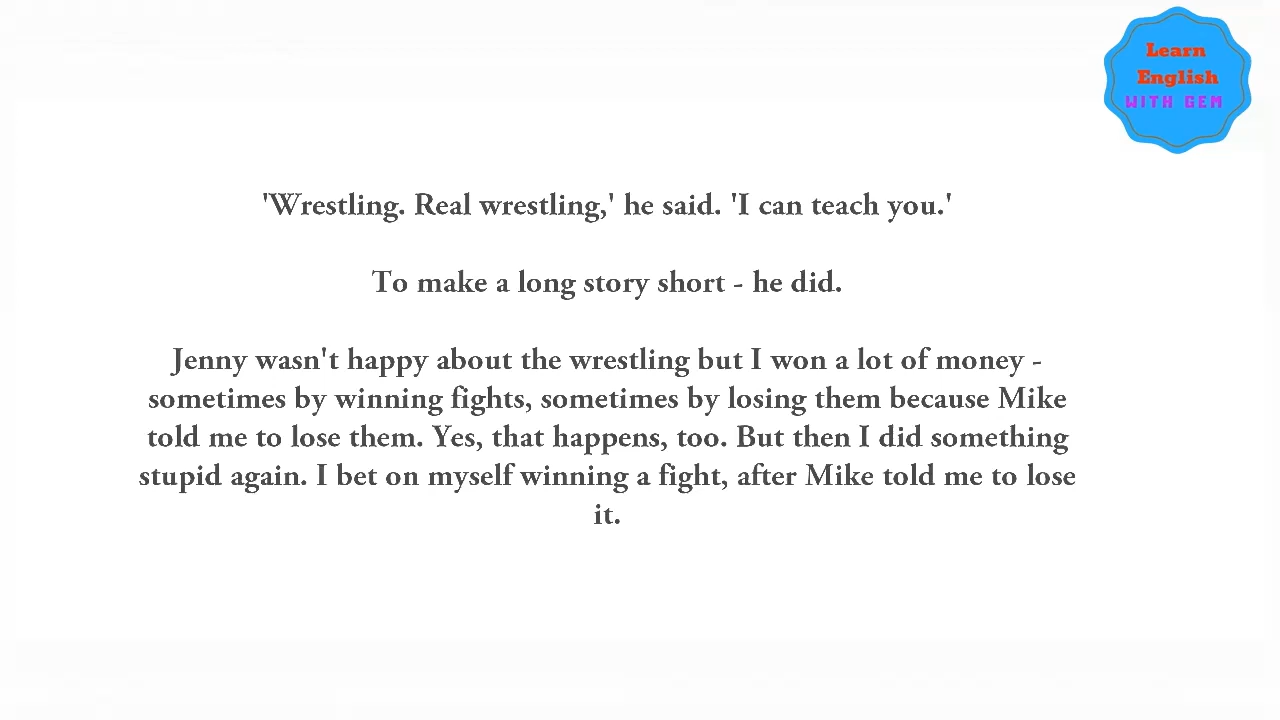 Learn
English
WITH GEM
'Wrestling. Real wrestling,' he said. 'I can teach you.'
To make a long story short - he did.
Jenny wasn't happy about the wrestling but I won a lot of money -
sometimes by winning fights, sometimes by losing them because Mike
told me to lose them. Yes, that happens, too. But then I did something
stupid again. I bet on myself winning a fight, after Mike told me to lose
it.